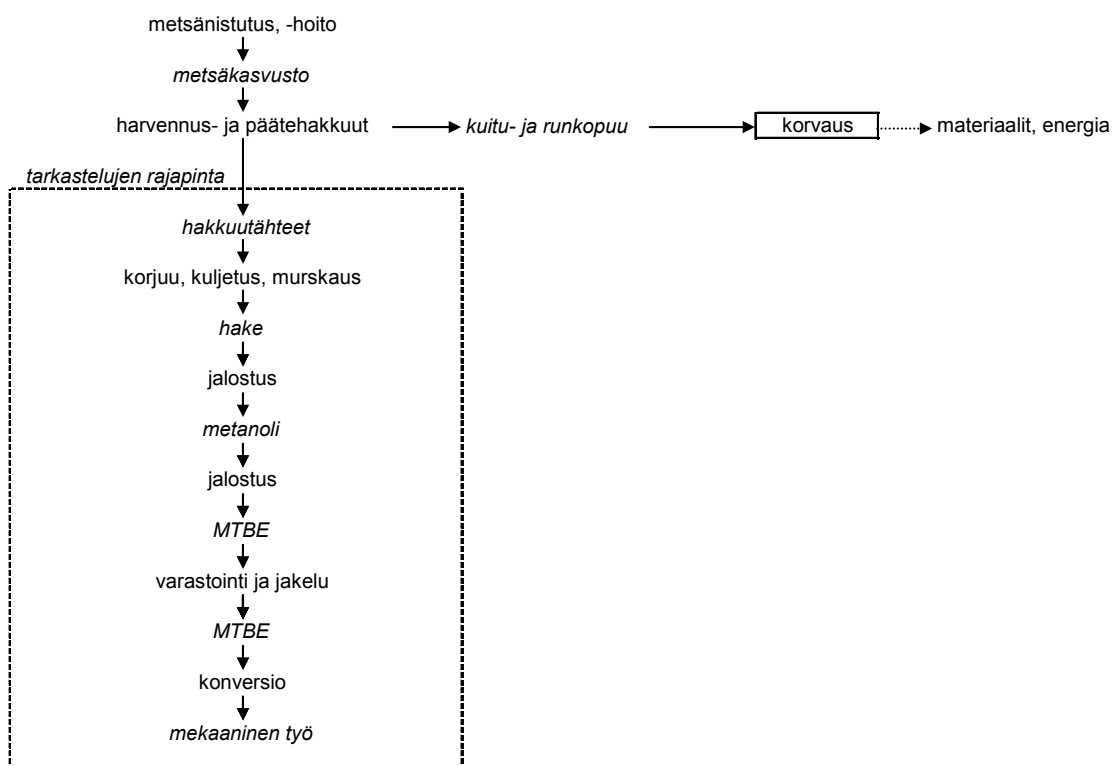 metsänistutus, -hoito
metsäkasvusto
harvennus- ja päätehakkuut
kuitu- ja runkopuu
korvaus
materiaalit, energia
tarkastelujen rajapinta
hakkuutähteet
korjuu, kuljetus, murskaus
hake
jalostus
metanoli
jalostus
MTBE
varastointi ja jakelu
MTBE
konversio
mekaaninen työ